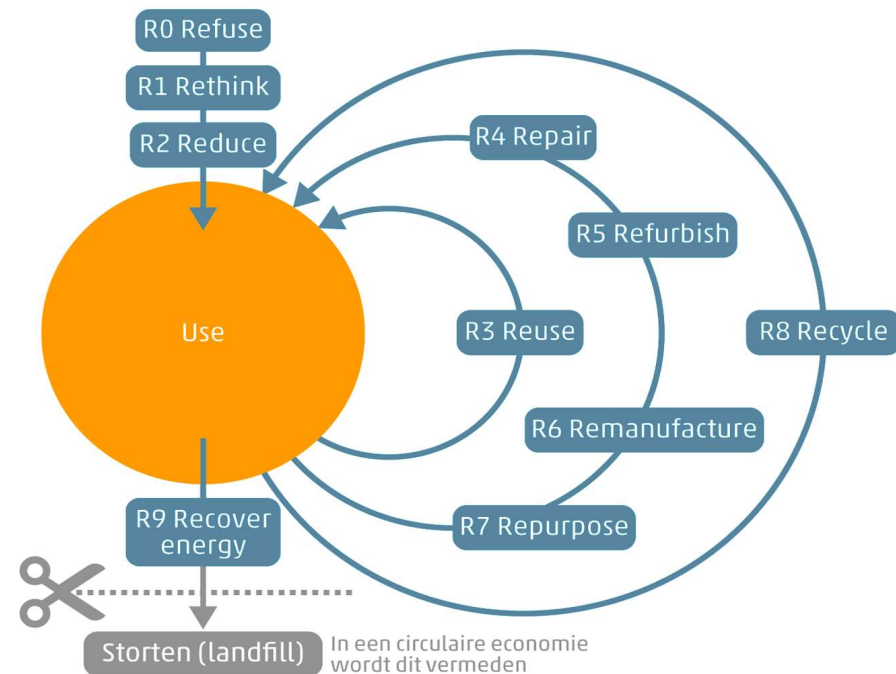 R0 Refuse
R1 Rethink
R2 Reduce
R4 Repair
R5 Refurbish
Use
R3 Reuse
R8 Recycle
R6 Remanufacture
R7 Repurpose
R9 Recover
energy
Storten (landfill)
In een circulaire economie
wordt dit vermeden